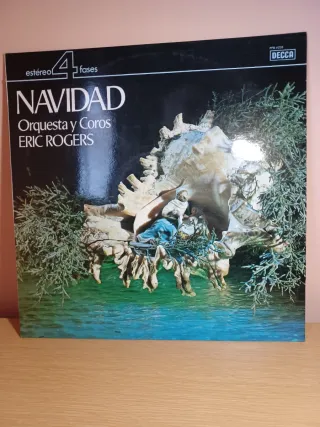 estéreo 4 fases
DECCA
NAVIDAD
Orquesta y Coros
ERIC ROGERS